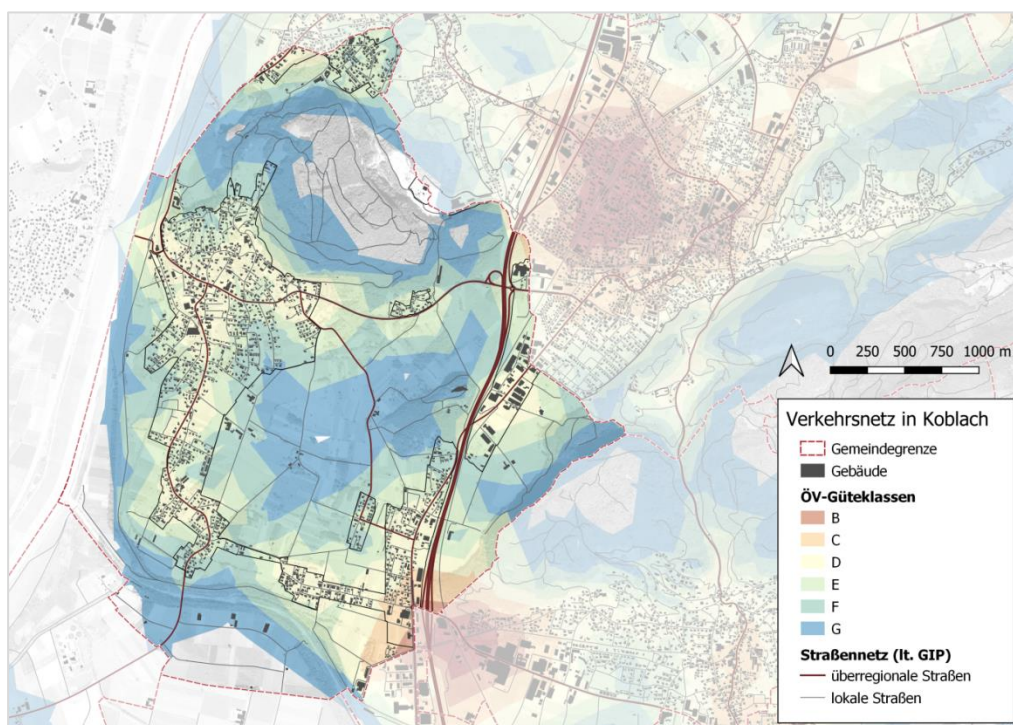 0 250 500 750 1000 m
Verkehrsnetz in Koblach
Gemeindegrenze
Gebäude
ÖV-Güteklassen
B
C
D
E
F
G
Straßennetz (lt. GIP)
überregionale Straßen
lokale Straßen